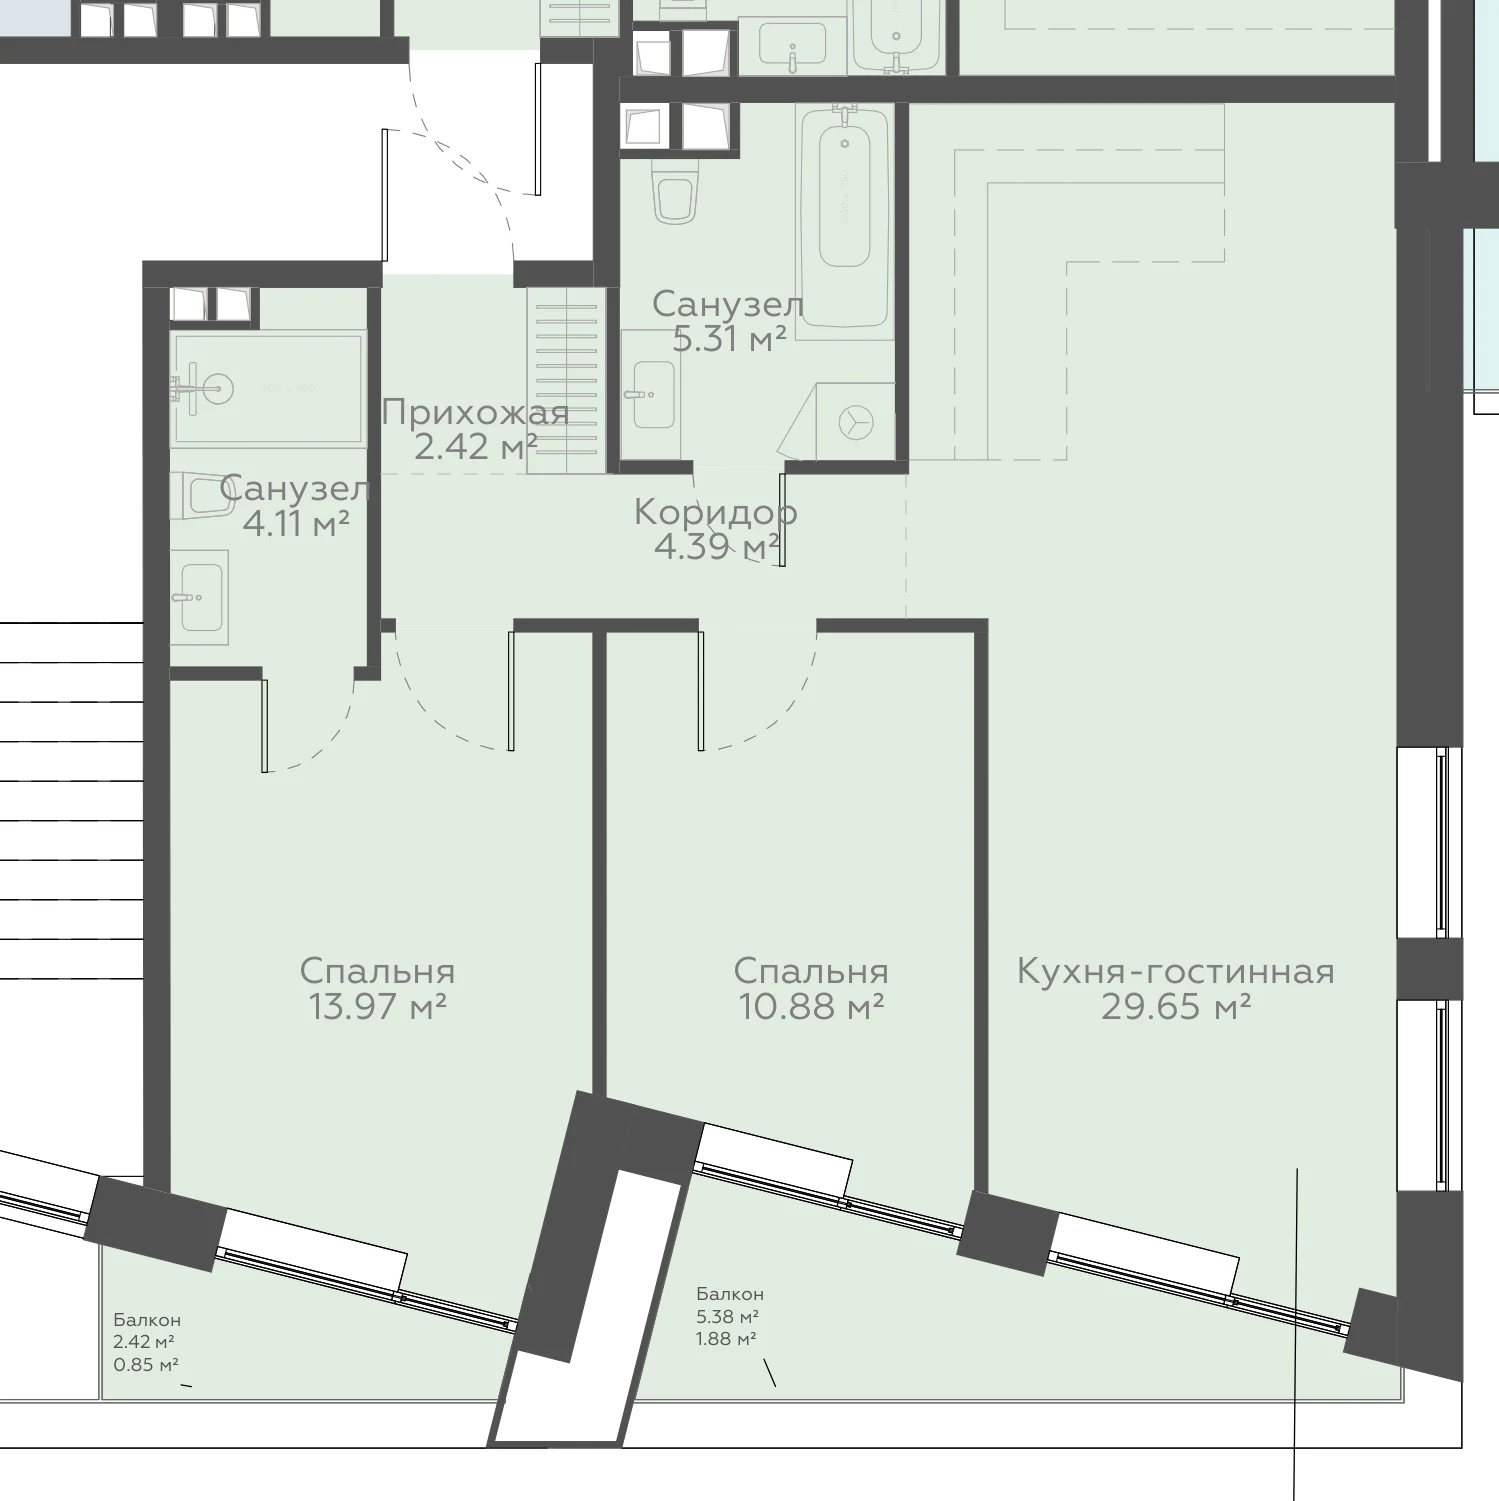 Санузел
5.31 м²
Прихожая
2.42 м²
Санузел
4.11 м²
Коридор
4.39 м²
Спальня
13.97 м²
Спальня
10.88 м²
Кухня-гостинная
29.65 м²
Балкон
5.38 м²
1.88 м²
Балкон
2.42 м²
0.85 м²